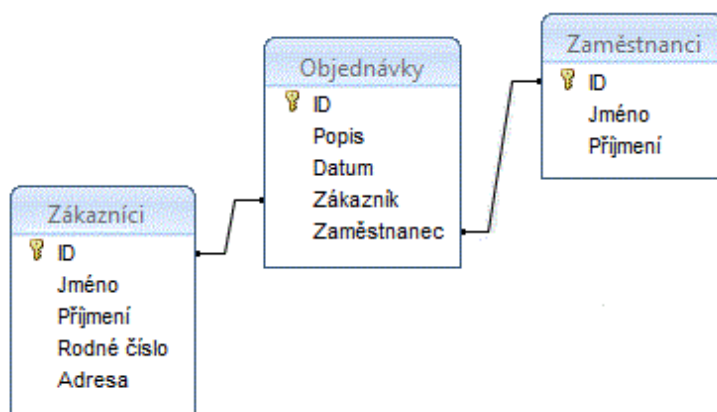 Zákazníci
ID
Jméno
Příjmení
Rodné číslo
Adresa
Objednávky
ID
Popis
Datum
Zákazník
Zaměstnanec
Zaměstnanci
ID
Jméno
Příjmení